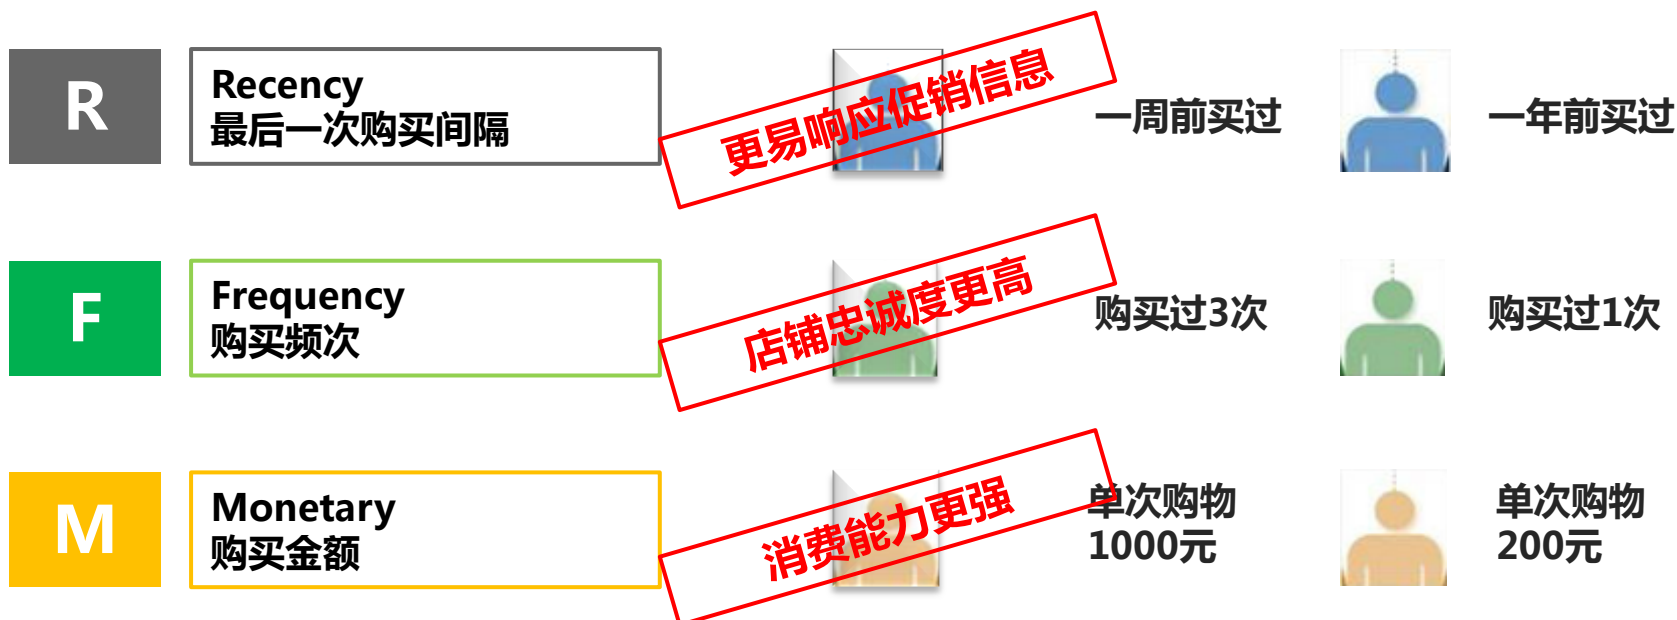 R
Recency
最后一次购买间隔
更易响应促销信息
一周前买过
一年前买过
F
Frequency
购买频次
店铺忠诚度更高
购买过3次
购买过1次
M
Monetary
购买金额
消费能力更强
单次购物
1000元
单次购物
200元